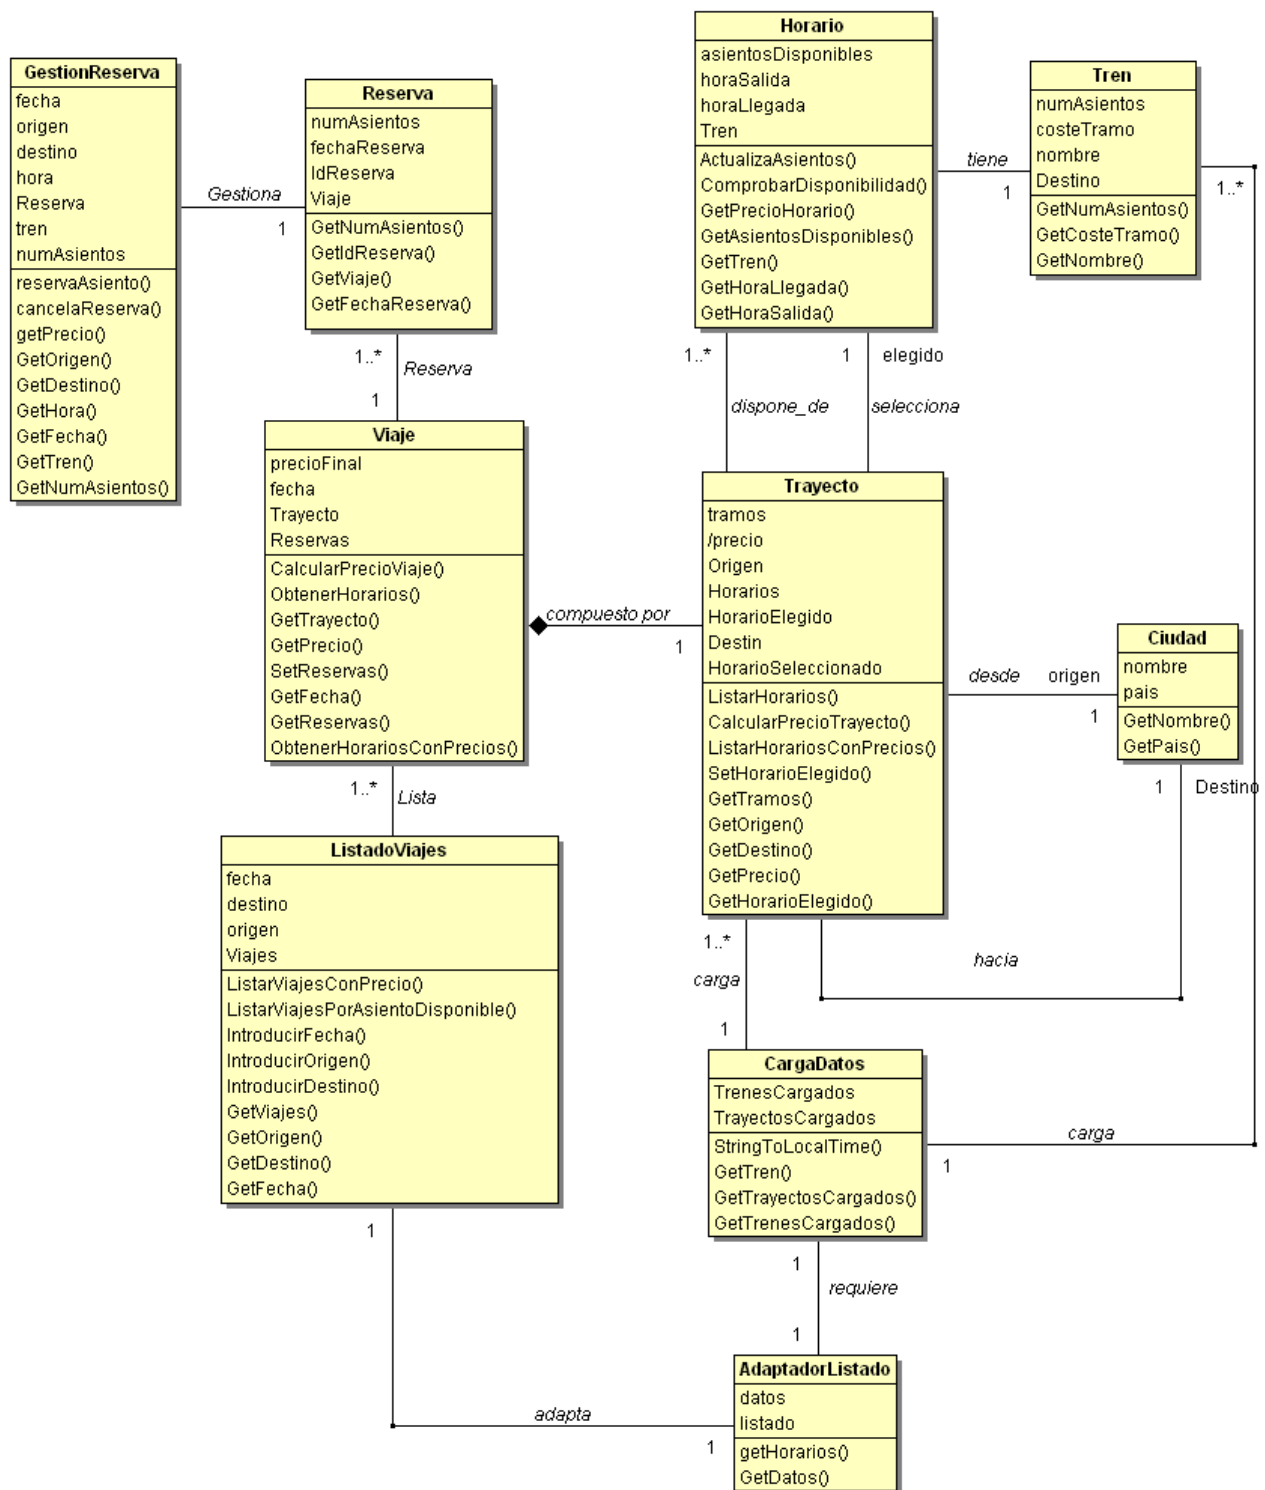 GestionReserva
fecha
origen
destino
hora
Reserva
tren
numAsientos
reservaAsiento()
cancelaReserva()
getPrecio()
GetOrigen()
GetDestino()
GetHora()
GetFecha()
GetTren()
GetNumAsientos()
Gestiona
1
Reserva
numAsientos
fechaReserva
IdReserva
Viaje
GetNumAsientos()
GetIdReserva()
GetViaje()
GetFechaReserva()
1..*
Reserva
1
Horario
asientosDisponibles
horaSalida
horaLlegada
Tren
ActualizaAsientos()
ComprobarDisponibilidad()
GetPrecioHorario()
GetAsientosDisponibles()
GetTren()
GetHoraLlegada()
GetHoraSalida()
tiene
1
Tren
numAsientos
costeTramo
nombre
Destino
GetNumAsientos()
GetCosteTramo()
GetNombre()
1..*
1..*
1
elegido
dispone_de
selecciona
Viaje
precioFinal
fecha
Trayecto
Reservas
CalcularPrecioViaje()
ObtenerHorarios()
GetTrayecto()
GetPrecio()
SetReservas()
GetFecha()
GetReservas()
ObtenerHorariosConPrecios()
compuesto por
1
Trayecto
tramos
/precio
Origen
Horarios
HorarioElegido
Destin
HorarioSeleccionado
ListarHorarios()
CalcularPrecioTrayecto()
ListarHorariosConPrecios()
SetHorarioElegido()
GetTramos()
GetOrigen()
GetDestino()
GetPrecio()
GetHorarioElegido()
desde
origen
1
Ciudad
nombre
pais
GetNombre()
GetPais()
1
Destino
hacia
1..*
Lista
ListadoViajes
fecha
destino
origen
Viajes
ListarViajesConPrecio()
ListarViajesPorAsientoDisponible()
IntroducirFecha()
IntroducirOrigen()
IntroducirDestino()
GetViajes()
GetOrigen()
GetDestino()
GetFecha()
1
1..*
carga
1
CargaDatos
TrenesCargados
TrayectosCargados
StringToLocalTime()
GetTren()
GetTrayectosCargados()
GetTrenesCargados()
carga
1
1
requiere
1
adapta
1
AdaptadorListado
datos
listado
getHorarios()
GetDatos()